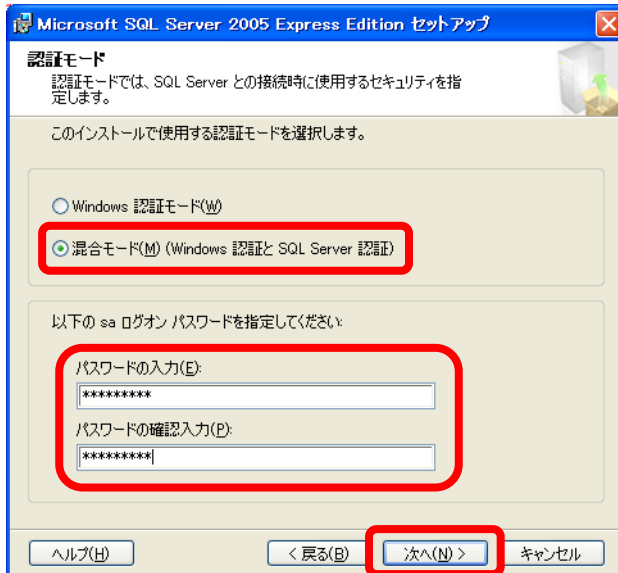 Microsoft SQL Server 2005 Express Edition セットアップ
認証モード
認証モードでは、SQL Server との接続時に使用するセキュリティを指
定します。
このインストールで使用する認証モードを選択します。
Windows 認証モード(W)
混合モード(M) (Windows 認証と SQL Server 認証)
以下の sa ログオン パスワードを指定してください:
パスワードの入力(E):
*********
パスワードの確認入力(P):
*********
ヘルプ(H)
< 戻る(B)
次へ(N) >
キャンセル